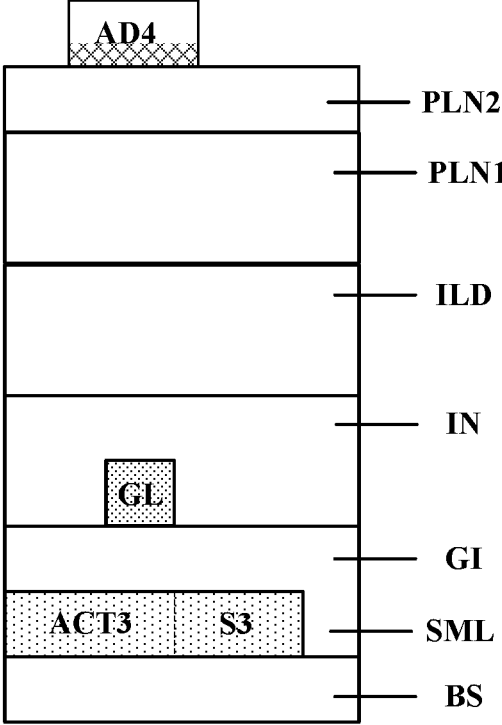 AD4
PLN2
PLN1
ILD
IN
GL
GI
ACT3 S3
SML
BS